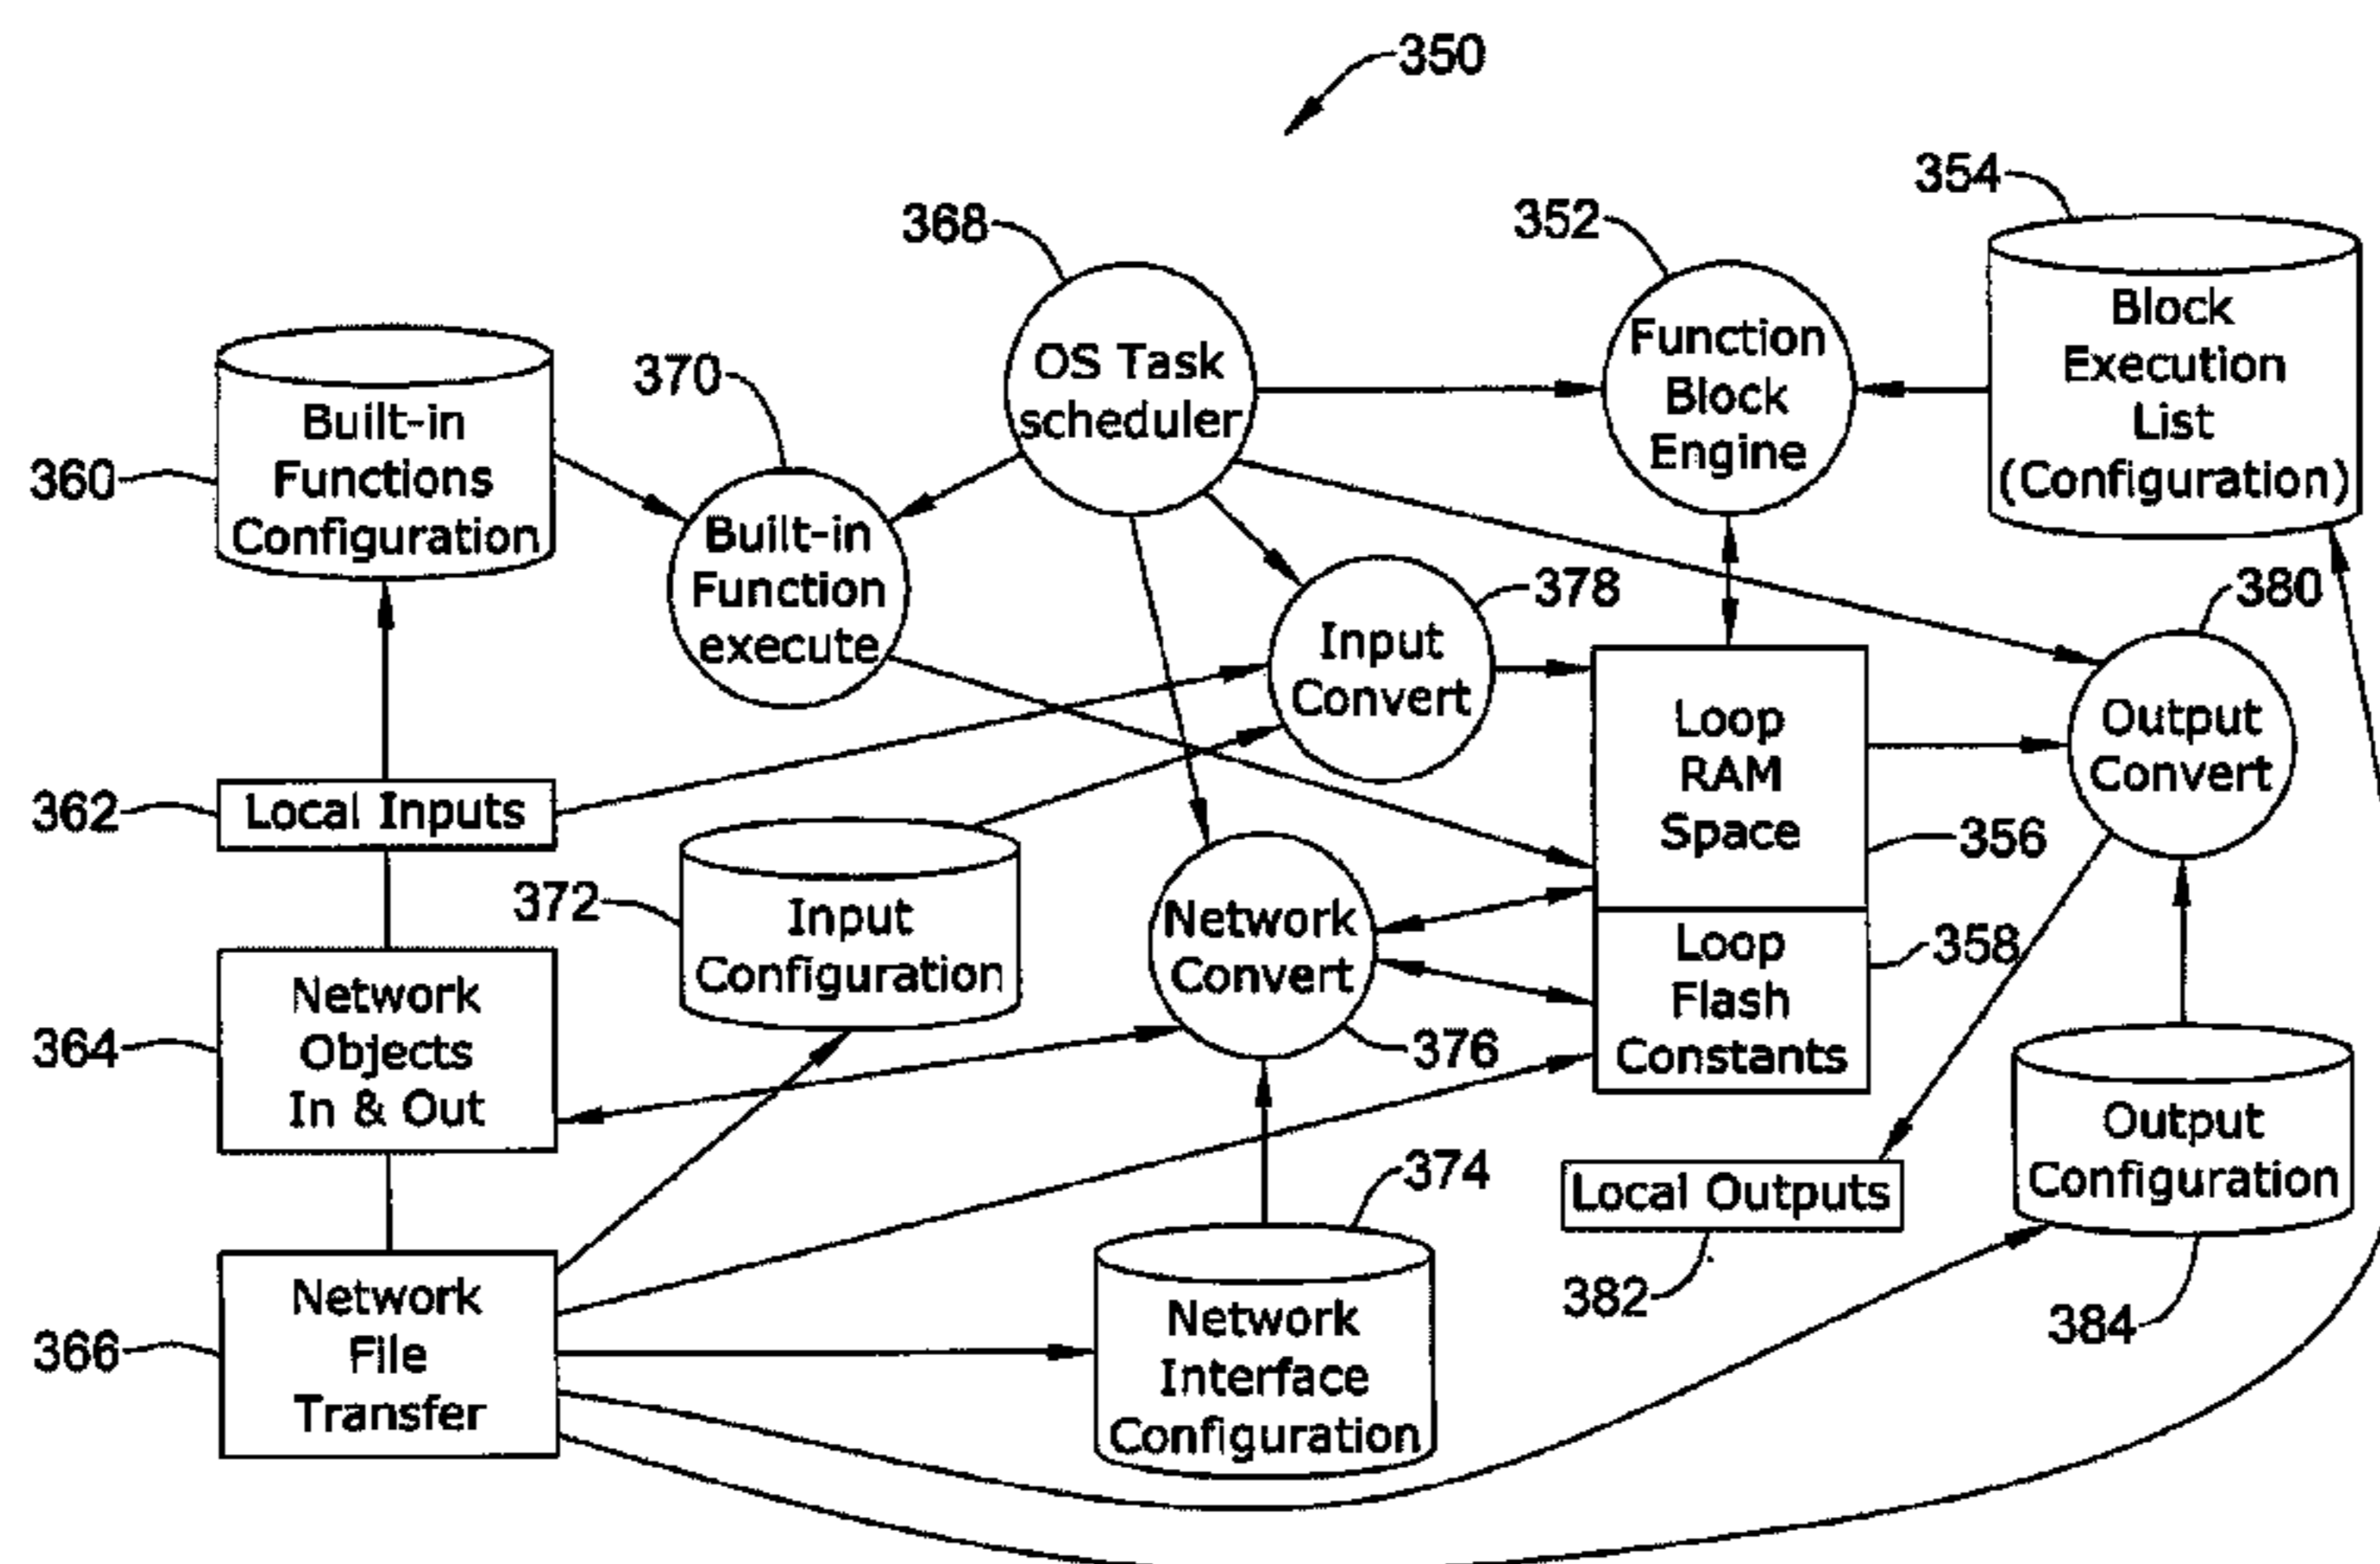 350
354
368
352
Block
Execution
List
(Configuration)
Function
Block
Engine
OS Task
scheduler
370
Built-in
Functions
Configuration
360
Built-in
Function
execute
378
380
Input
Convert
Loop
RAM
Space
Output
Convert
362
Local Inputs
356
372
Input
Configuration
Network
Convert
Loop
Flash
Constants
358
364
Network
Objects
In & Out
376
Output
Configuration
374
Local Outputs
382
384
366
Network
File
Transfer
Network
Interface
Configuration